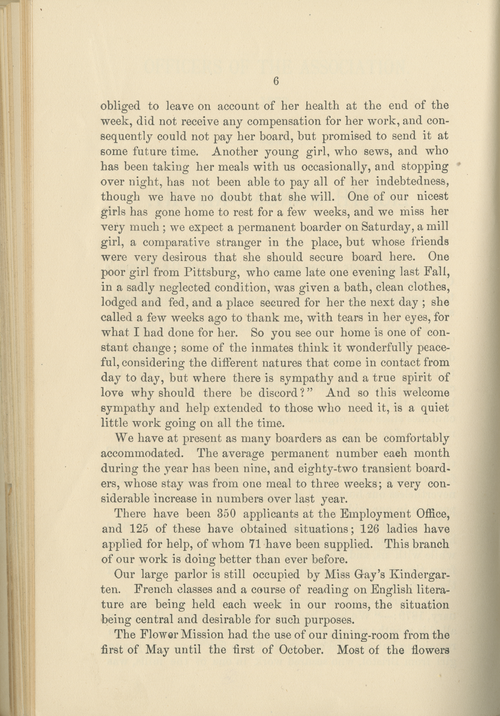 6
obliged to leave on account of her health at the end of the
week, did not receive any compensation for her work, and con-
sequently could not pay her board, but promised to send it at
some future time. Another young girl, who sews, and who
has been taking her meals with us occasionally, and stopping
over night, has not been able to pay all of her indebtedness,
though we have no doubt that she will. One of our nicest
girls has gone home to rest for a few weeks, and we miss her
very much; we expect a permanent boarder on Saturday, a mill
girl, a comparative stranger in the place, but whose friends
were very desirous that she should secure board here. One
poor girl from Pittsburg, who came late one evening last Fall,
in a sadly neglected condition, was given a bath, clean clothes,
lodged and fed, and a place secured for her the next day; she
called a few weeks ago to thank me, with tears in her eyes, for
what I had done for her. So you see our home is one of con-
stant change; some of the inmates think it wonderfully peace-
ful, considering the different natures that come in contact from
day to day, but where there is sympathy and a true spirit of
love why should there be discord?" And so this welcome
sympathy and help extended to those who need it, is a quiet
little work going on all the time.
We have at present as many boarders as can be comfortably
accommodated. The average permanent number each month
during the year has been nine, and eighty-two transient board-
ers, whose stay was from one meal to three weeks; a very con-
siderable increase in numbers over last year.
There have been 350 applicants at the Employment Office,
and 125 of these have obtained situations; 126 ladies have
applied for help, of whom 71 have been supplied. This branch
of our work is doing better than ever before.
Our large parlor is still occupied by Miss Gay's Kindergar-
ten. French classes and a course of reading on English litera-
ture are being held each week in our rooms, the situation
being central and desirable for such purposes.
The Flower Mission had the use of our dining-room from the
first of May until the first of October. Most of the flowers